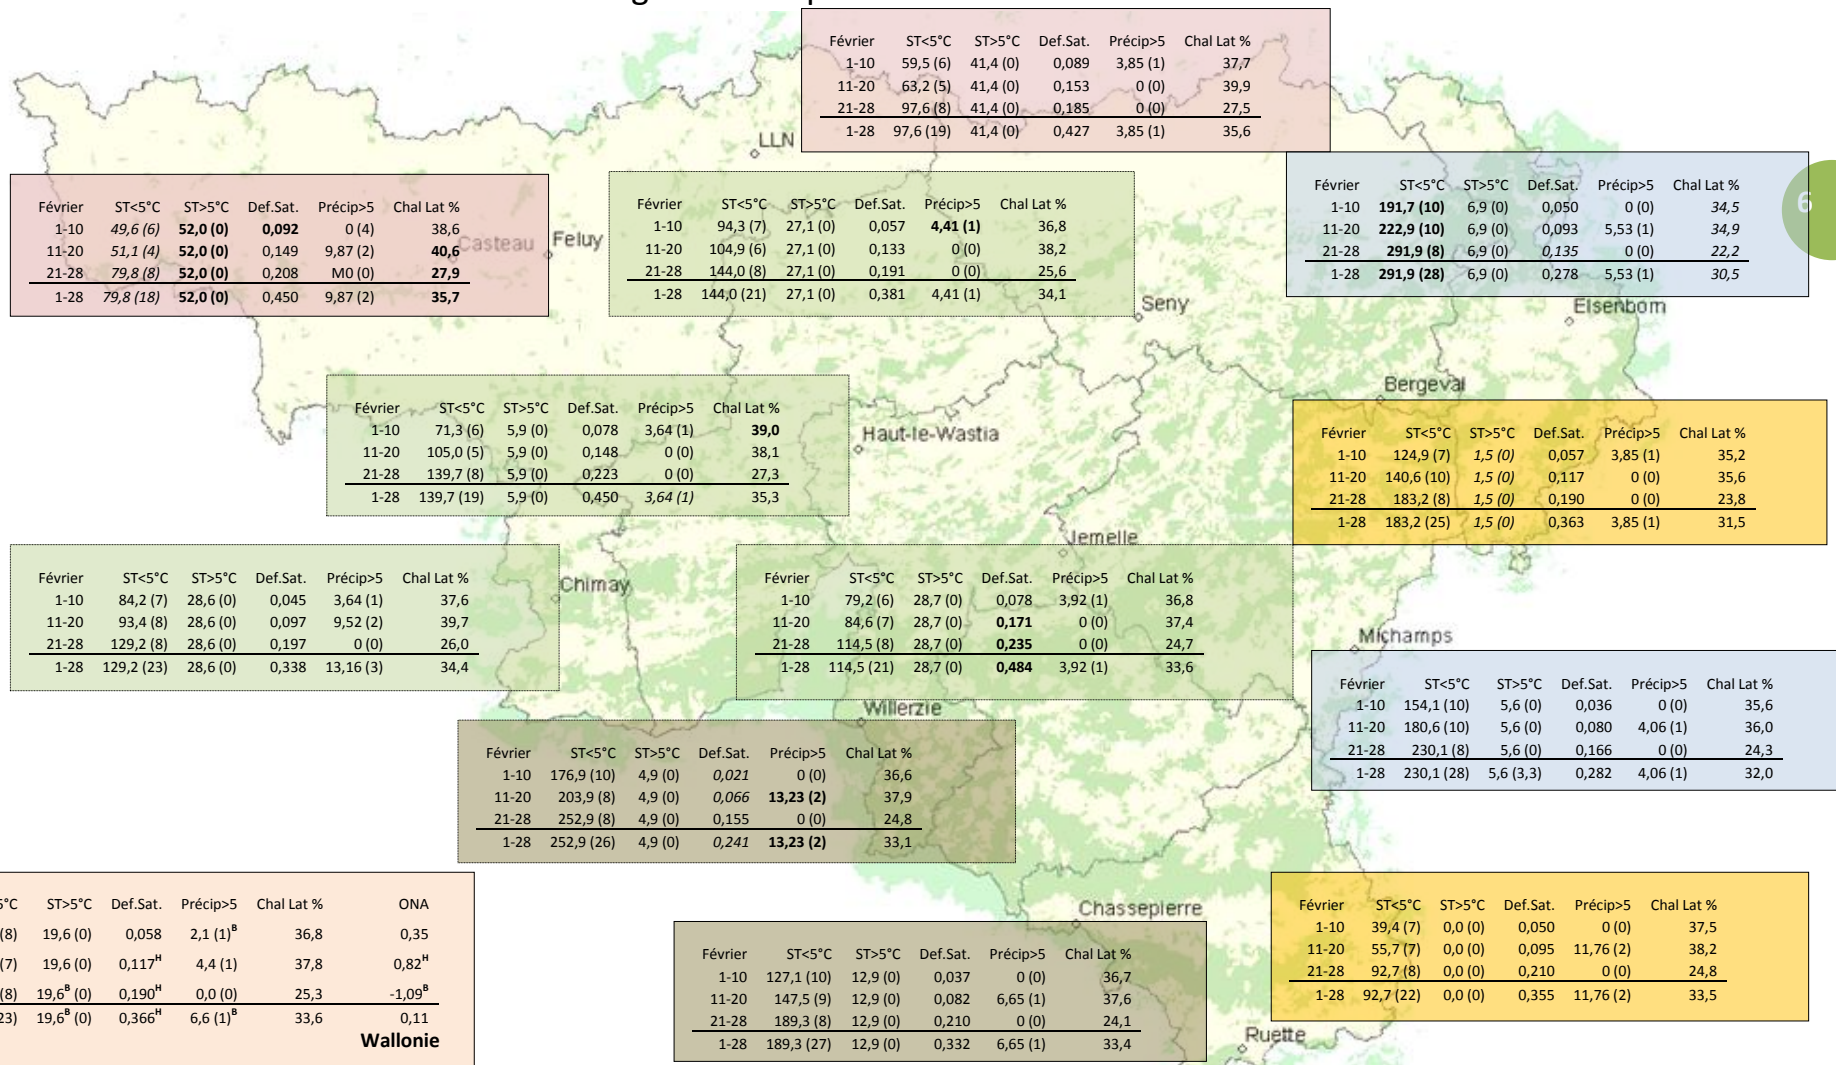 Février ST<5°C ST>5°C Def.Sat. Précip>5 Chal Lat %
1-10 59,5 (6) 41,4 (0) 0,089 3,85 (1) 37,7
11-20 63,2 (5) 41,4 (0) 0,153 0 (0) 39,9
21-28 97,6 (8) 41,4 (0) 0,185 0 (0) 27,5
1-28 97,6 (19) 41,4 (0) 0,427 3,85 (1) 35,6
LLN
Février ST<5°C ST>5°C Def.Sat. Précip>5 Chal Lat %
1-10 49,6 (6) 52,0 (0) 0,092 0 (4) 38,6
11-20 51,1 (4) 52,0 (0) 0,149 9,87 (2) 40,6
21-28 79,8 (8) 52,0 (0) 0,208 M0 (0) 27,9
1-28 79,8 (18) 52,0 (0) 0,450 9,87 (2) 35,7
Casteau
Feluy
Février ST<5°C ST>5°C Def.Sat. Précip>5 Chal Lat %
1-10 94,3 (7) 27,1 (0) 0,057 4,41 (1) 36,8
11-20 104,9 (6) 27,1 (0) 0,133 0 (0) 38,2
21-28 144,0 (8) 27,1 (0) 0,191 0 (0) 25,6
1-28 144,0 (21) 27,1 (0) 0,381 4,41 (1) 34,1
Seny
Février ST<5°C ST>5°C Def.Sat. Précip>5 Chal Lat %
1-10 191,7 (10) 6,9 (0) 0,050 0 (0) 34,5
11-20 222,9 (10) 6,9 (0) 0,093 5,53 (1) 34,9
21-28 291,9 (8) 6,9 (0) 0,135 0 (0) 22,2
1-28 291,9 (28) 6,9 (0) 0,278 5,53 (1) 30,5
6
Elsenborn
Février ST<5°C ST>5°C Def.Sat. Précip>5 Chal Lat %
1-10 71,3 (6) 5,9 (0) 0,078 3,64 (1) 39,0
11-20 105,0 (5) 5,9 (0) 0,148 0 (0) 38,1
21-28 139,7 (8) 5,9 (0) 0,223 0 (0) 27,3
1-28 139,7 (19) 5,9 (0) 0,450 3,64 (1) 35,3
Haut-le-Wastia
Bergeval
Février ST<5°C ST>5°C Def.Sat. Précip>5 Chal Lat %
1-10 124,9 (7) 1,5 (0) 0,057 3,85 (1) 35,2
11-20 140,6 (10) 1,5 (0) 0,117 0 (0) 35,6
21-28 183,2 (8) 1,5 (0) 0,190 0 (0) 23,8
1-28 183,2 (25) 1,5 (0) 0,363 3,85 (1) 31,5
Février ST<5°C ST>5°C Def.Sat. Précip>5 Chal Lat %
1-10 84,2 (7) 28,6 (0) 0,045 3,64 (1) 37,6
11-20 93,4 (8) 28,6 (0) 0,097 9,52 (2) 39,7
21-28 129,2 (8) 28,6 (0) 0,197 0 (0) 26,0
1-28 129,2 (23) 28,6 (0) 0,338 13,16 (3) 34,4
Chimay
Jemelle
Février ST<5°C ST>5°C Def.Sat. Précip>5 Chal Lat %
1-10 79,2 (6) 28,7 (0) 0,078 3,92 (1) 36,8
11-20 84,6 (7) 28,7 (0) 0,171 0 (0) 37,4
21-28 114,5 (8) 28,7 (0) 0,235 0 (0) 24,7
1-28 114,5 (21) 28,7 (0) 0,484 3,92 (1) 33,6
Michamps
Février ST<5°C ST>5°C Def.Sat. Précip>5 Chal Lat %
1-10 154,1 (10) 5,6 (0) 0,036 0 (0) 35,6
11-20 180,6 (10) 5,6 (0) 0,080 4,06 (1) 36,0
21-28 230,1 (8) 5,6 (0) 0,166 0 (0) 24,3
1-28 230,1 (28) 5,6 (3,3) 0,282 4,06 (1) 32,0
Willerzie
Février ST<5°C ST>5°C Def.Sat. Précip>5 Chal Lat %
1-10 176,9 (10) 4,9 (0) 0,021 0 (0) 36,6
11-20 203,9 (8) 4,9 (0) 0,066 13,23 (2) 37,9
21-28 252,9 (8) 4,9 (0) 0,155 0 (0) 24,8
1-28 252,9 (26) 4,9 (0) 0,241 13,23 (2) 33,1
5°C ST>5°C Def.Sat. Précip>5 Chal Lat % ONA
(8) 19,6 (0) 0,058 2,1 (1)ᴮ 36,8 0,35
(7) 19,6 (0) 0,117ᴴ 4,4 (1) 37,8 0,82ᴴ
(8) 19,6ᴮ (0) 0,190ᴴ 0,0 (0) 25,3 -1,09ᴮ
23) 19,6ᴮ (0) 0,366ᴴ 6,6 (1)ᴮ 33,6 0,11
Wallonie
Chassepierre
Février ST<5°C ST>5°C Def.Sat. Précip>5 Chal Lat %
1-10 127,1 (10) 12,9 (0) 0,037 0 (0) 36,7
11-20 147,5 (9) 12,9 (0) 0,082 6,65 (1) 37,6
21-28 189,3 (8) 12,9 (0) 0,210 0 (0) 24,1
1-28 189,3 (27) 12,9 (0) 0,332 6,65 (1) 33,4
Février ST<5°C ST>5°C Def.Sat. Précip>5 Chal Lat %
1-10 39,4 (7) 0,0 (0) 0,050 0 (0) 37,5
11-20 55,7 (7) 0,0 (0) 0,095 11,76 (2) 38,2
21-28 92,7 (8) 0,0 (0) 0,210 0 (0) 24,8
1-28 92,7 (22) 0,0 (0) 0,355 11,76 (2) 33,5
Ruette